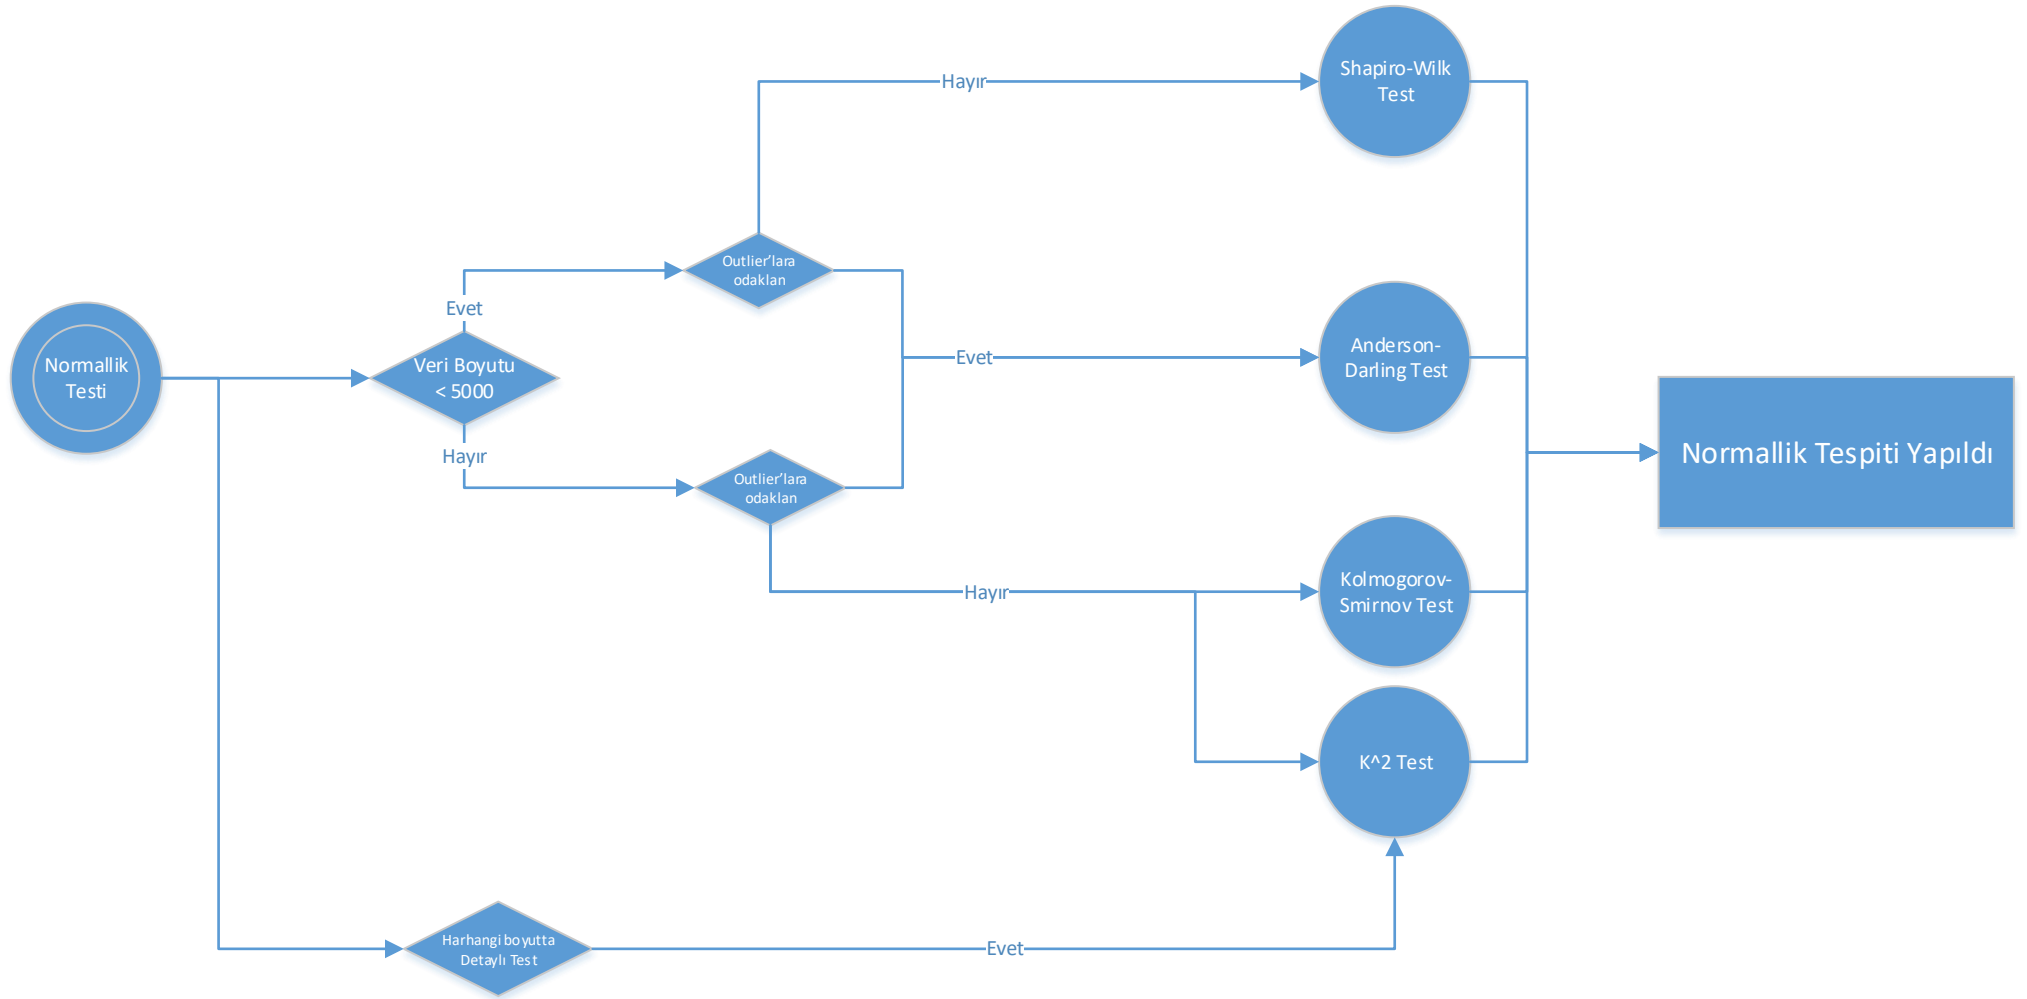 Hayır
Shapiro-Wilk
Test
Outlier'lara
odaklan
Evet
Normallik
Testi
Veri Boyutu
< 5000
Evet
Anderson-
Darling Test
Hayır
Outlier'lara
odaklan
Normallik Tespiti Yapıldı
Hayır
Kolmogorov-
Smirnov Test
K^2 Test
Harhangi boyutta
Detaylı Test
Evet